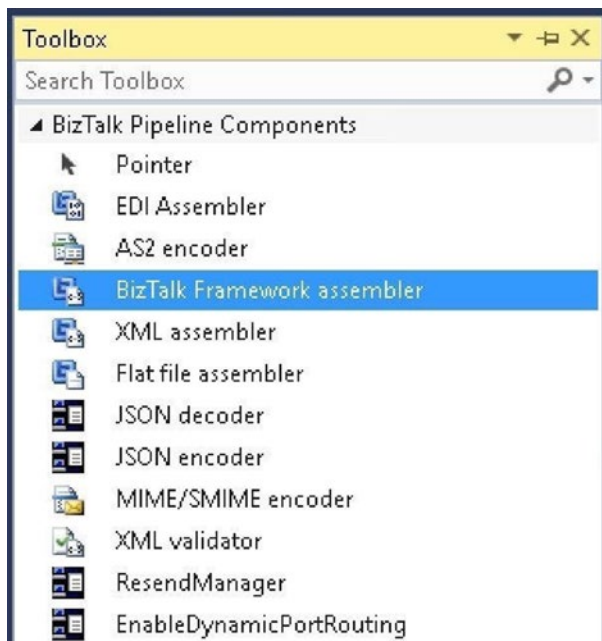 Toolbox
Search Toolbox
BizTalk Pipeline Components
Pointer
EDI Assembler
AS2 encoder
BizTalk Framework assembler
XML assembler
Flat file assembler
JSON decoder
JSON encoder
MIME/SMIME encoder
XML validator
ResendManager
EnableDynamicPortRouting